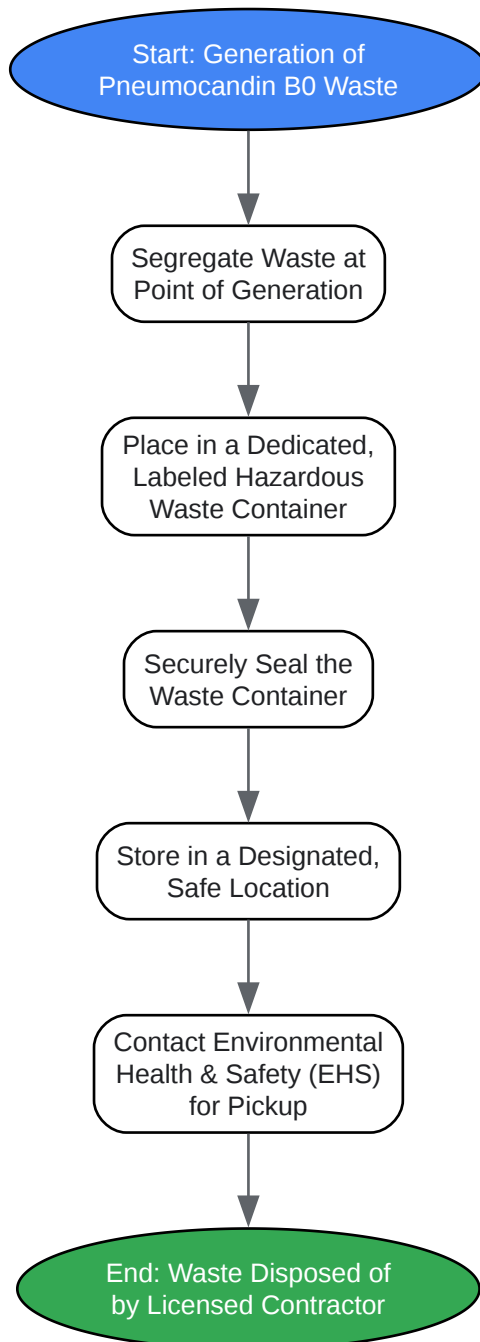 Start: Generation of
Pneumocandin B0 Waste
Segregate Waste at
Point of Generation
Place in a Dedicated,
Labeled Hazardous
Waste Container
Securely Seal the
Waste Container
Store in a Designated,
Safe Location
Contact Environmental
Health & Safety (EHS)
for Pickup
End: Waste Disposed of
by Licensed Contractor